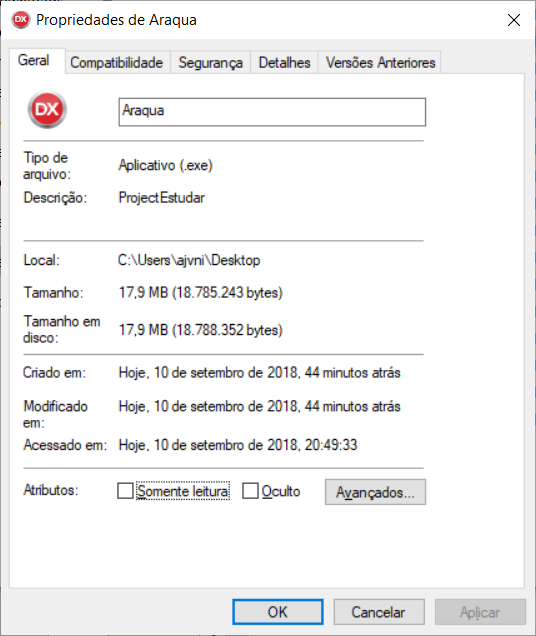 DX Propriedades de Araqua
Geral Compatibilidade Segurança Detalhes Versões Anteriores
DX Araqua
Tipo de arquivo: Aplicativo (.exe)
Descrição: ProjectEstudar
Local: C:\Users\ajvni\Desktop
Tamanho: 17,9 MB (18.785.243 bytes)
Tamanho em disco: 17,9 MB (18.788.352 bytes)
Criado em: Hoje, 10 de setembro de 2018, 44 minutos atrás
Modificado em: Hoje, 10 de setembro de 2018, 44 minutos atrás
Acessado em: Hoje, 10 de setembro de 2018, 20:49:33
Atributos: Somente leitura Oculto Avançados...
OK Cancelar Aplicar